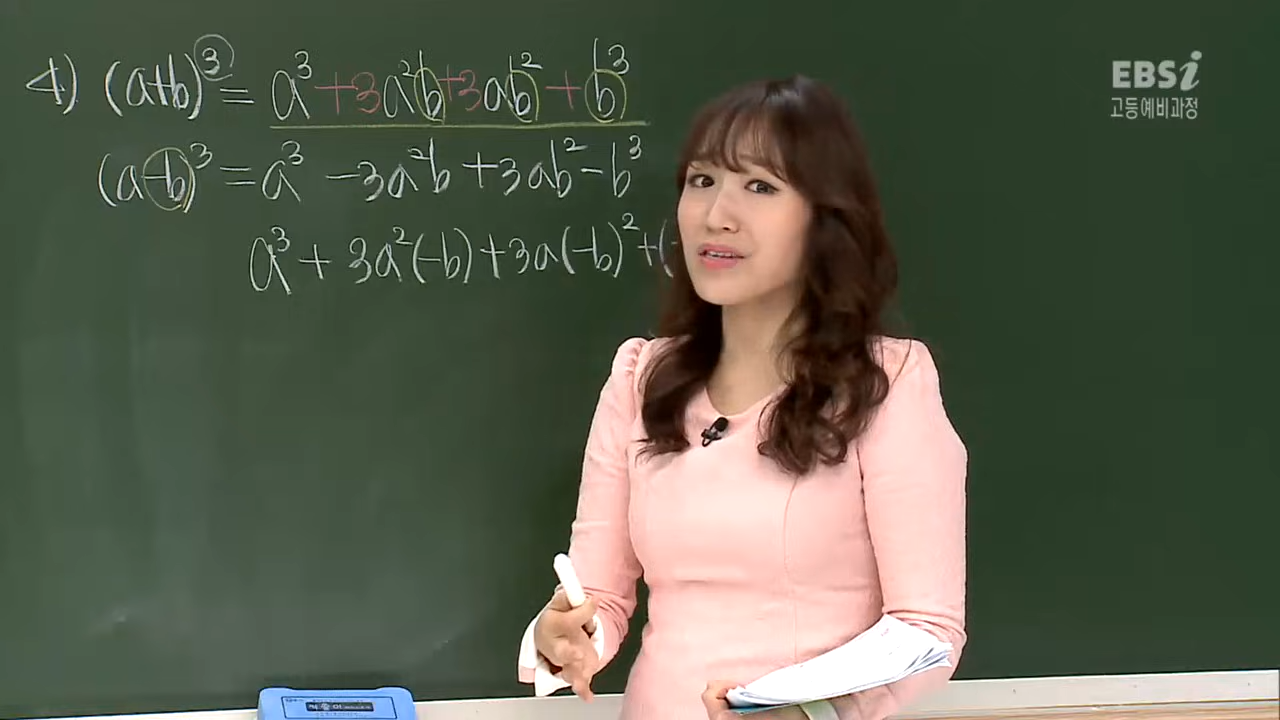 4) (a+b)³ = a³ +3a²b +3ab² + b³
(a-b)³ = a³ -3a²b +3ab² - b³
a³ + 3a²(-b) + 3a(-b)² + (
EBSi
고등예비과정